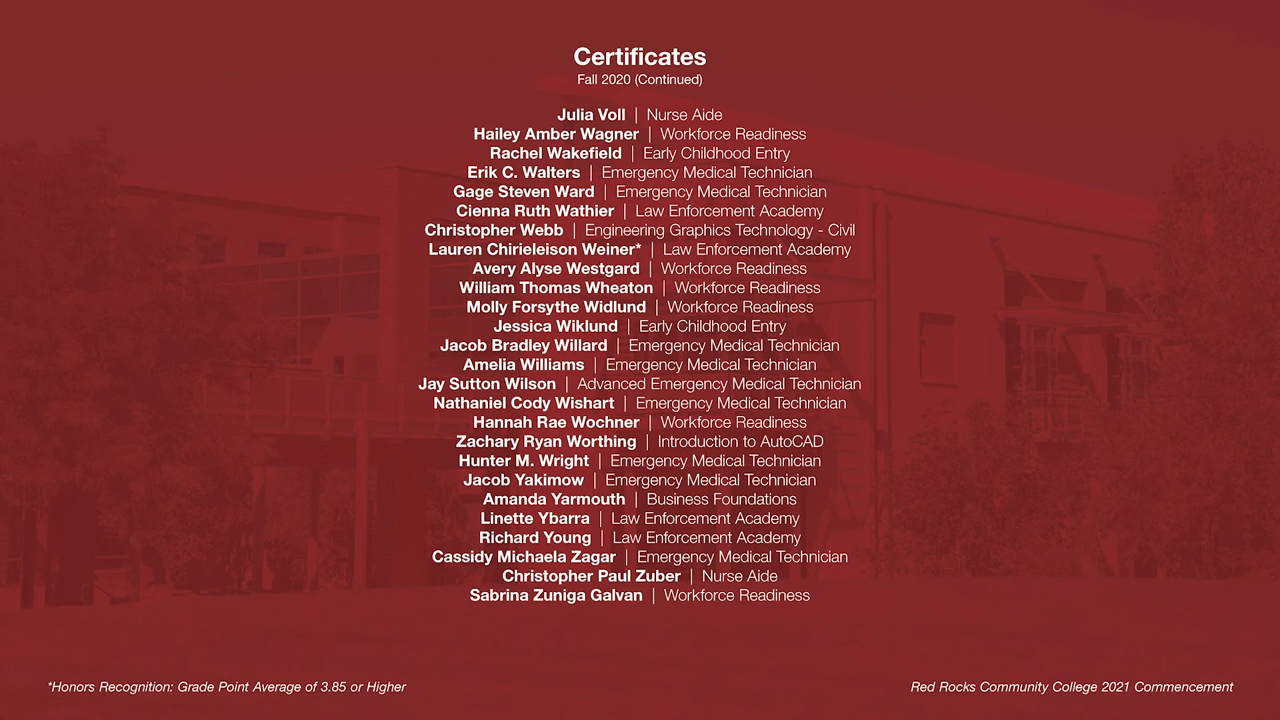 Certificates
Fall 2020 (Continued)
Julia Voll | Nurse Aide
Hailey Amber Wagner | Workforce Readiness
Rachel Wakefield | Early Childhood Entry
Erik C. Walters | Emergency Medical Technician
Gage Steven Ward | Emergency Medical Technician
Cienna Ruth Wathier | Law Enforcement Academy
Christopher Webb | Engineering Graphics Technology - Civil
Lauren Chirieleison Weiner* | Law Enforcement Academy
Avery Alyse Westgard | Workforce Readiness
William Thomas Wheaton | Workforce Readiness
Molly Forsythe Widlund | Workforce Readiness
Jessica Wiklund | Early Childhood Entry
Jacob Bradley Willard | Emergency Medical Technician
Amelia Williams | Emergency Medical Technician
Jay Sutton Wilson | Advanced Emergency Medical Technician
Nathaniel Cody Wishart | Emergency Medical Technician
Hannah Rae Wochner | Workforce Readiness
Zachary Ryan Worthing | Introduction to AutoCAD
Hunter M. Wright | Emergency Medical Technician
Jacob Yakimow | Emergency Medical Technician
Amanda Yarmouth | Business Foundations
Linette Ybarra | Law Enforcement Academy
Richard Young | Law Enforcement Academy
Cassidy Michaela Zagar | Emergency Medical Technician
Christopher Paul Zuber | Nurse Aide
Sabrina Zuniga Galvan | Workforce Readiness
*Honors Recognition: Grade Point Average of 3.85 or Higher
Red Rocks Community College 2021 Commencement